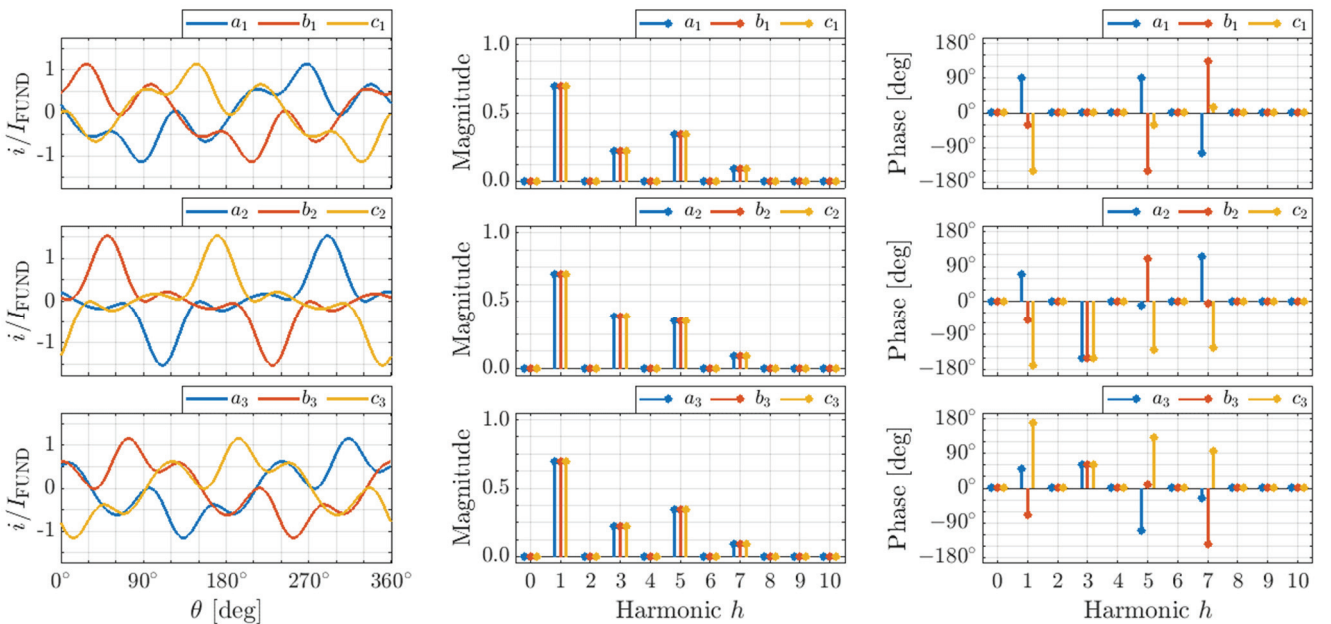 a₁ b₁ c₁
i/I_FUND
1
0
-1
a₂ b₂ c₂
i/I_FUND
1
0
-1
a₃ b₃ c₃
i/I_FUND
1
0
-1
0° 90° 180° 270° 360°
θ [deg]
a₁ b₁ c₁
Magnitude
1.0
0.5
0.0
a₂ b₂ c₂
Magnitude
1.0
0.5
0.0
a₃ b₃ c₃
Magnitude
1.0
0.5
0.0
0 1 2 3 4 5 6 7 8 9 10
Harmonic h
a₁ b₁ c₁
Phase [deg]
180°
90°
0°
−90°
−180°
a₂ b₂ c₂
Phase [deg]
180°
90°
0°
−90°
−180°
a₃ b₃ c₃
Phase [deg]
180°
90°
0°
−90°
−180°
0 1 2 3 4 5 6 7 8 9 10
Harmonic h